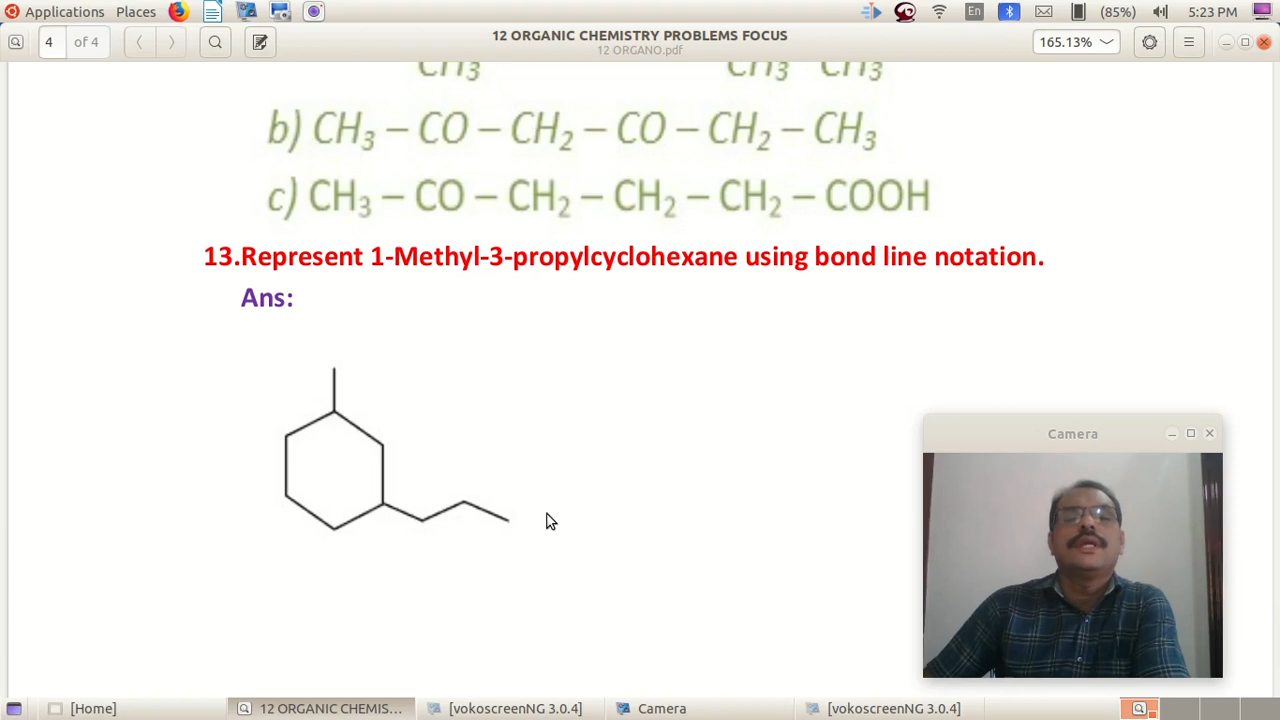 Applications Places En (85%) 5:23 PM
4 of 4 12 ORGANIC CHEMISTRY PROBLEMS FOCUS 165.13%
12 ORGANO.pdf
CH3 CH3 CH3
b) CH3 – CO – CH2 – CO – CH2 – CH3
c) CH3 – CO – CH2 – CH2 – CH2 – COOH
13.Represent 1-Methyl-3-propylcyclohexane using bond line notation.
Ans:
Camera
[Home] 12 ORGANIC CHEMIS... [vokoscreenNG 3.0.4] Camera [vokoscreenNG 3.0.4]